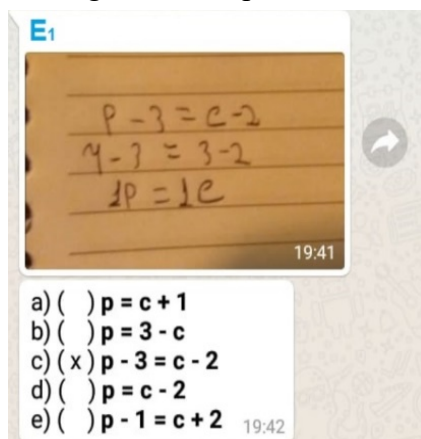 E1
P - 3 = C - 2
4 - 3 = 3 - 2
1P = 1C
19:41
a) ( ) p = c + 1
b) ( ) p = 3 - c
c) ( x ) p - 3 = c - 2
d) ( ) p = c - 2
e) ( ) p - 1 = c + 2 19:42